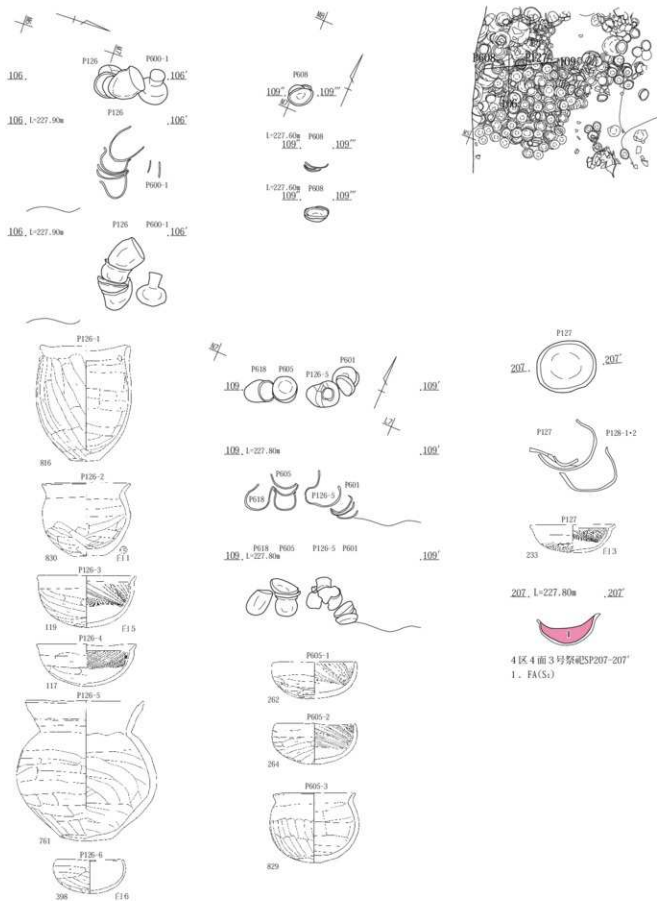 P126
P600-1
106.
.106′
P126
106. L=227.90m
.106′
P600-1
P126
P600-1
106. L=227.90m
.106′
P608
109″.
.109‴
L=227.60m P608
109″.
.109‴
L=227.60m P608
109″.
.109‴
P608
P127
109
106
P126-1
816
P126-2
830
P126-3
119
P126-4
117
P126-5
761
P126-6
398
P618
P605
P126-5
P601
109.
.109′
109. L=227.80m
.109′
P605
P618
P126-5
P601
P618
P605
P126-5
P601
109. L=227.80m
.109′
P605-1
262
P605-2
264
P605-3
829
P127
207.
.207′
P127
P128-1・2
P127
233
207. L=227.80m
.207′
1
4区4面3号祭祀SP207-207′
1. FA(S₁)